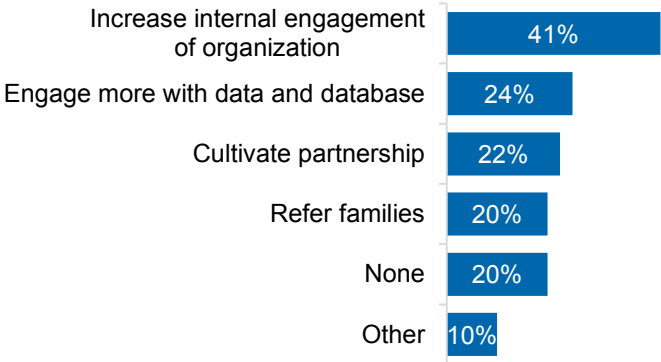 Increase internal engagement
of organization
41%
Engage more with data and database
24%
Cultivate partnership
22%
Refer families
20%
None
20%
Other
10%